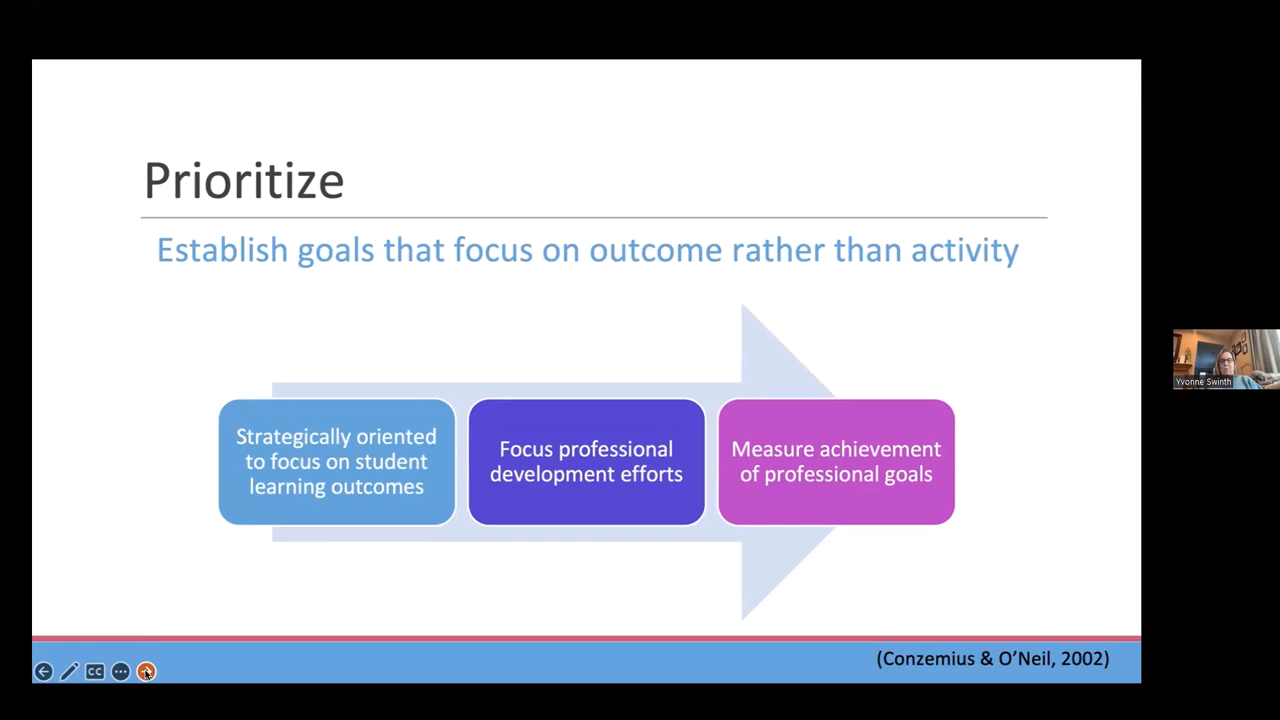 Prioritize
Establish goals that focus on outcome rather than activity
Strategically oriented
to focus on student
learning outcomes
Focus professional
development efforts
Measure achievement
of professional goals
Yvonne Swinth
CC
(Conzemius & O’Neil, 2002)